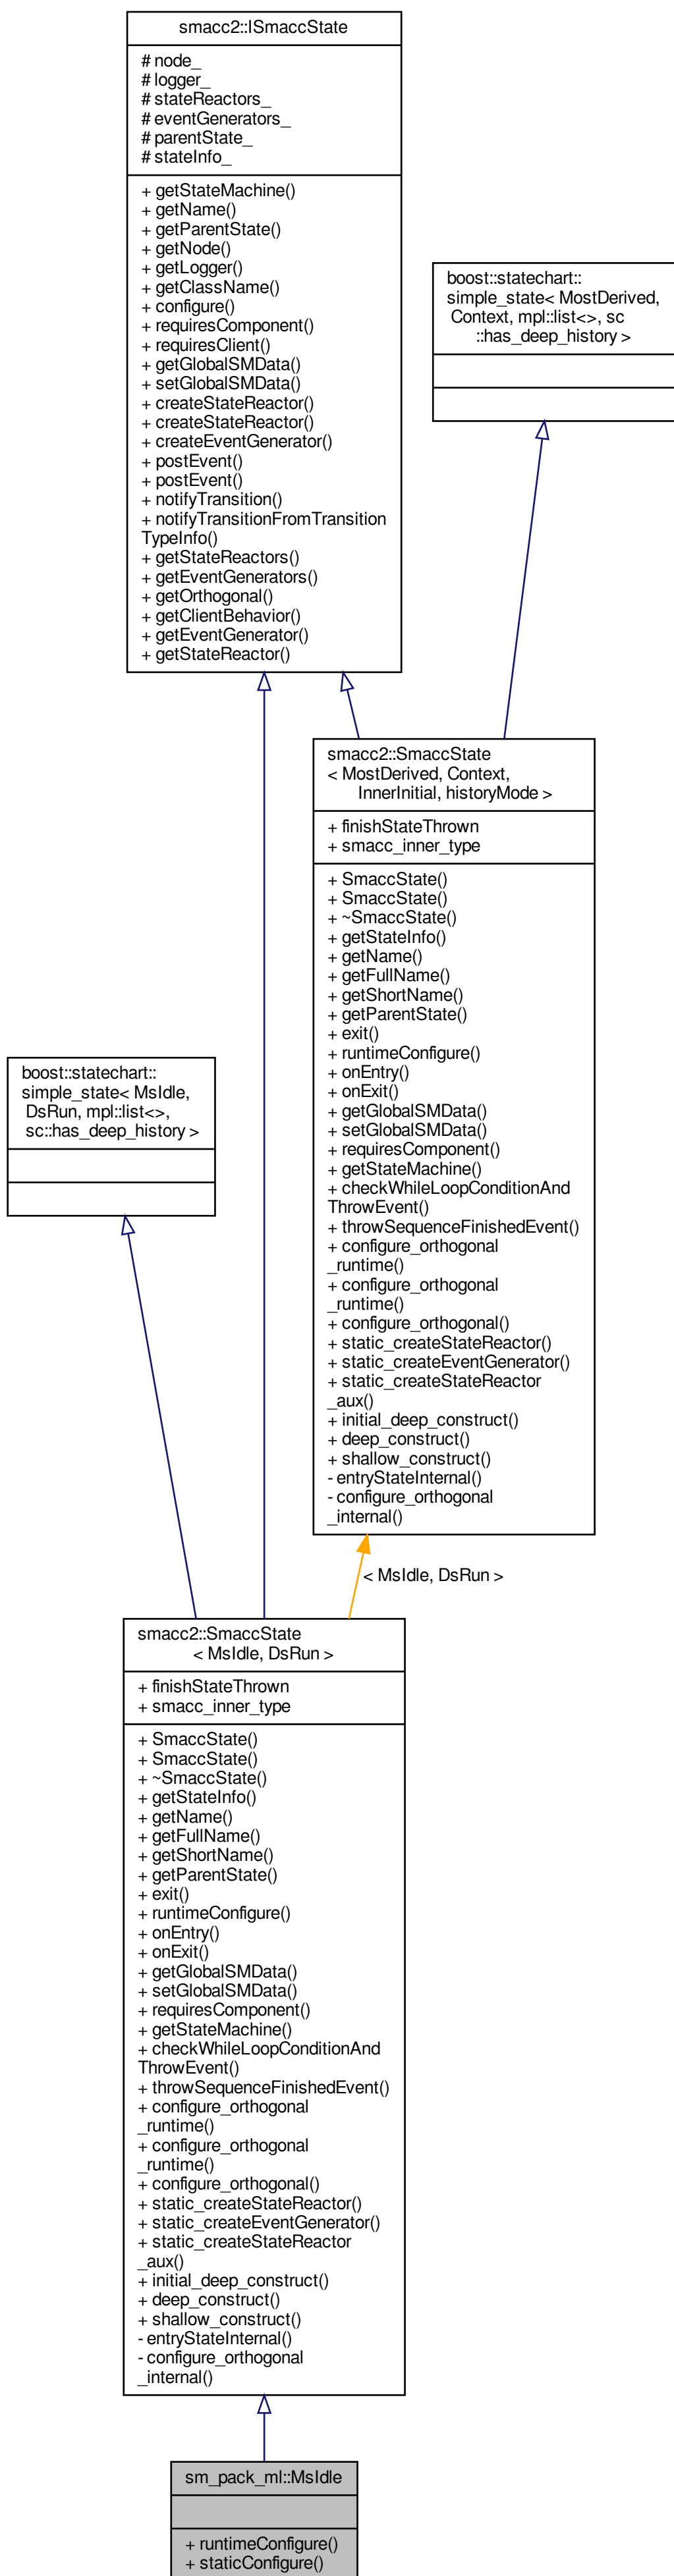 smacc2::ISmaccState
# node_
# logger_
# stateReactors_
# eventGenerators_
# parentState_
# stateInfo_
+ getStateMachine()
+ getName()
+ getParentState()
+ getNode()
+ getLogger()
+ getClassName()
+ configure()
+ requiresComponent()
+ requiresClient()
+ getGlobalSMData()
+ setGlobalSMData()
+ createStateReactor()
+ createStateReactor()
+ createEventGenerator()
+ postEvent()
+ postEvent()
+ notifyTransition()
+ notifyTransitionFromTransition
TypeInfo()
+ getStateReactors()
+ getEventGenerators()
+ getOrthogonal()
+ getClientBehavior()
+ getEventGenerator()
+ getStateReactor()
boost::statechart::
simple_state< MostDerived,
Context, mpl::list<>, sc
::has_deep_history >
smacc2::SmaccState
< MostDerived, Context,
InnerInitial, historyMode >
+ finishStateThrown
+ smacc_inner_type
+ SmaccState()
+ SmaccState()
+ ~SmaccState()
+ getStateInfo()
+ getName()
+ getFullName()
+ getShortName()
+ getParentState()
+ exit()
+ runtimeConfigure()
+ onEntry()
+ onExit()
+ getGlobalSMData()
+ setGlobalSMData()
+ requiresComponent()
+ getStateMachine()
+ checkWhileLoopConditionAnd
ThrowEvent()
+ throwSequenceFinishedEvent()
+ configure_orthogonal
_runtime()
+ configure_orthogonal
_runtime()
+ configure_orthogonal()
+ static_createStateReactor()
+ static_createEventGenerator()
+ static_createStateReactor
_aux()
+ initial_deep_construct()
+ deep_construct()
+ shallow_construct()
- entryStateInternal()
- configure_orthogonal
_internal()
boost::statechart::
simple_state< MsIdle,
DsRun, mpl::list<>,
sc::has_deep_history >
< MsIdle, DsRun >
smacc2::SmaccState
< MsIdle, DsRun >
+ finishStateThrown
+ smacc_inner_type
+ SmaccState()
+ SmaccState()
+ ~SmaccState()
+ getStateInfo()
+ getName()
+ getFullName()
+ getShortName()
+ getParentState()
+ exit()
+ runtimeConfigure()
+ onEntry()
+ onExit()
+ getGlobalSMData()
+ setGlobalSMData()
+ requiresComponent()
+ getStateMachine()
+ checkWhileLoopConditionAnd
ThrowEvent()
+ throwSequenceFinishedEvent()
+ configure_orthogonal
_runtime()
+ configure_orthogonal
_runtime()
+ configure_orthogonal()
+ static_createStateReactor()
+ static_createEventGenerator()
+ static_createStateReactor
_aux()
+ initial_deep_construct()
+ deep_construct()
+ shallow_construct()
- entryStateInternal()
- configure_orthogonal
_internal()
sm_pack_ml::MsIdle
+ runtimeConfigure()
+ staticConfigure()